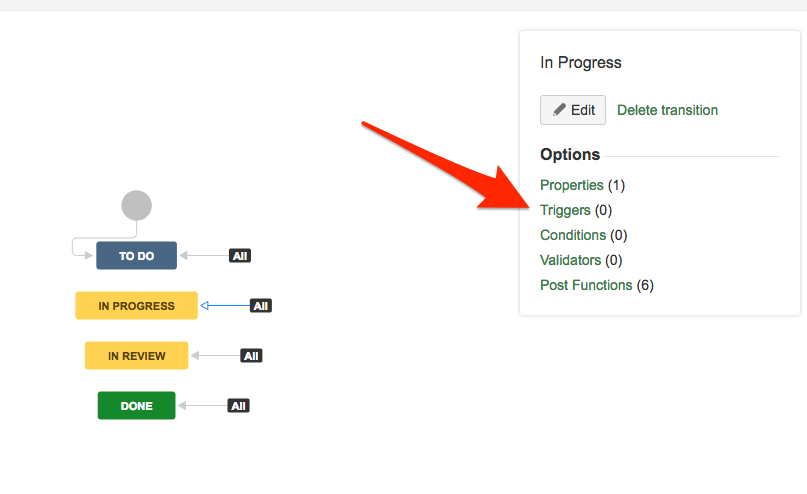 In Progress
Edit Delete transition
Options
Properties (1)
Triggers (0)
Conditions (0)
Validators (0)
Post Functions (6)
TO DO All
IN PROGRESS All
IN REVIEW All
DONE All